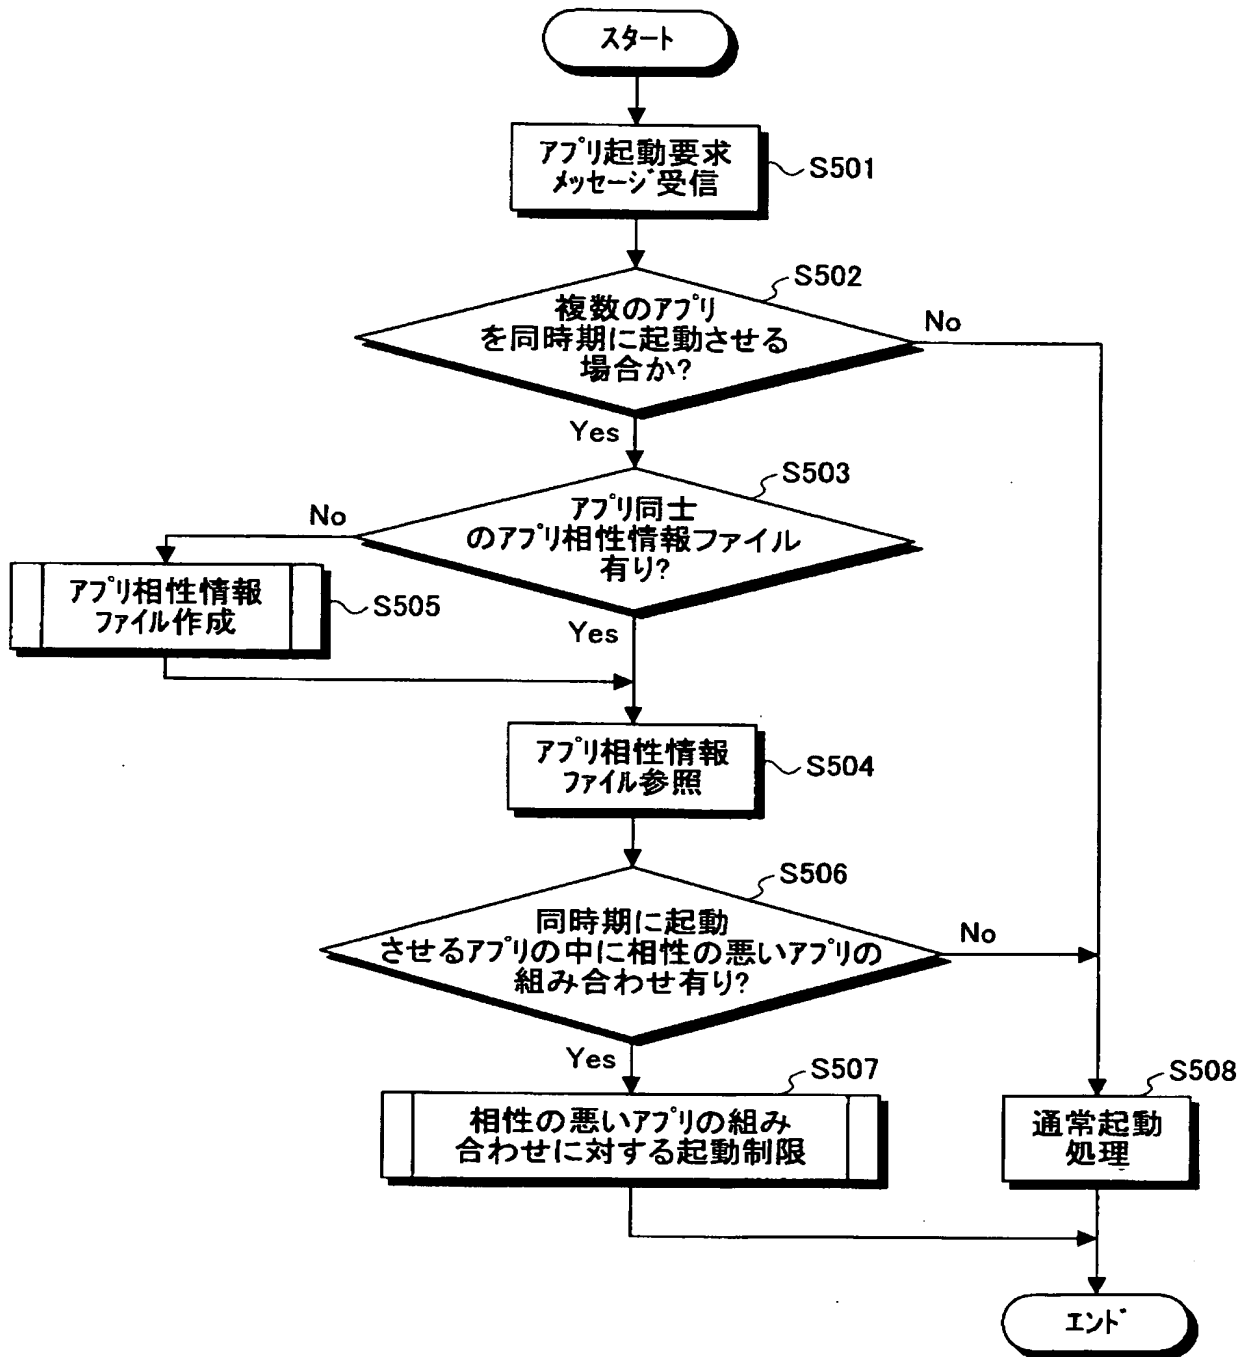 スタート
アプリ起動要求
メッセージ受信
S501
S502
複数のアプリ
を同時期に起動させる
場合か?
No
Yes
S503
アプリ同士
のアプリ相性情報ファイル
有り?
No
アプリ相性情報
ファイル作成
S505
Yes
アプリ相性情報
ファイル参照
S504
S506
同時期に起動
させるアプリの中に相性の悪いアプリの
組み合わせ有り?
No
Yes
S507
相性の悪いアプリの組み
合わせに対する起動制限
S508
通常起動
処理
エンド